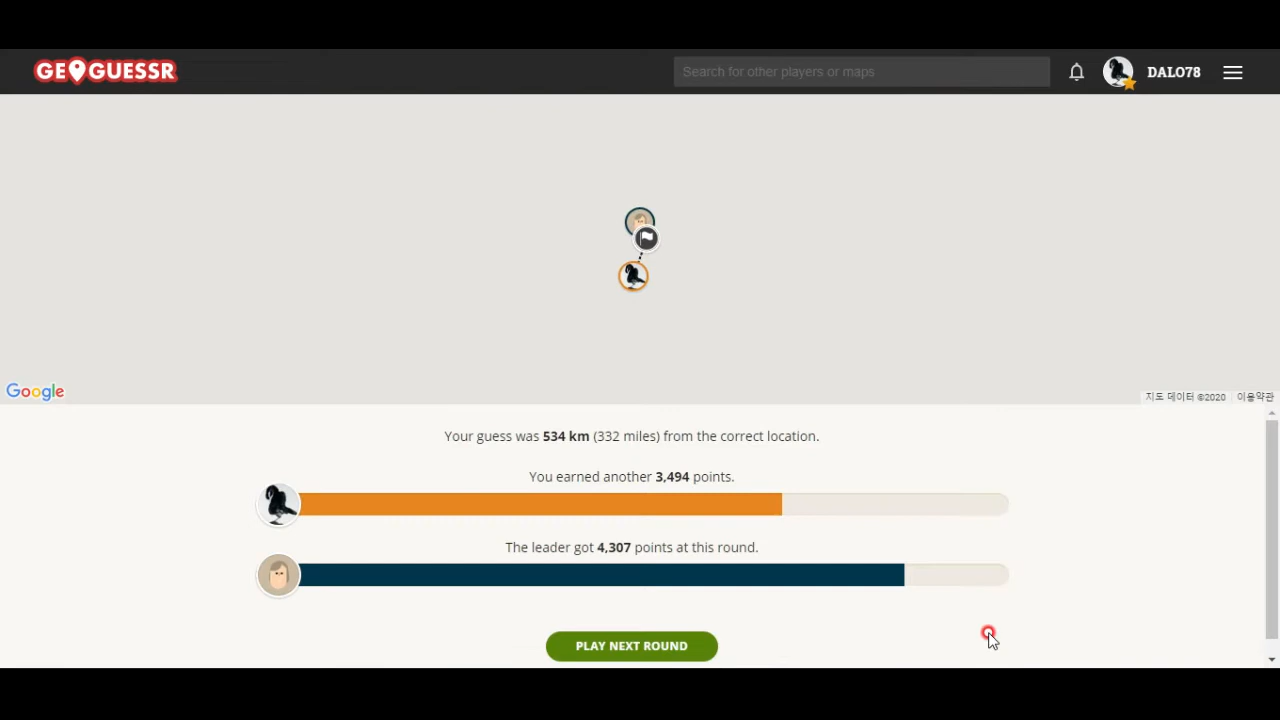 GEOGUESSR
Search for other players or maps
DALO78
Google
지도 데이터 ©2020
이용약관
Your guess was 534 km (332 miles) from the correct location.
You earned another 3,494 points.
The leader got 4,307 points at this round.
PLAY NEXT ROUND